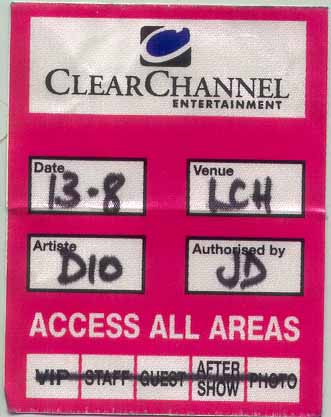 CLEARCHANNEL
ENTERTAINMENT
Date Venue
13-8 LCH
Artiste Authorised by
DIO JD
ACCESS ALL AREAS
VIP STAFF GUEST AFTER SHOW PHOTO